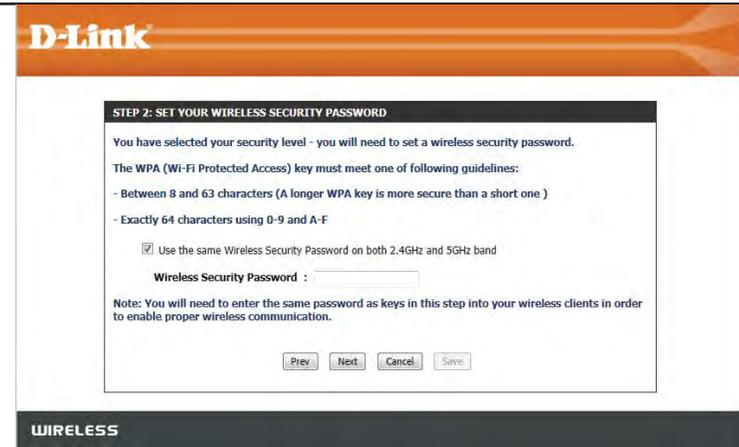 D-Link
STEP 2: SET YOUR WIRELESS SECURITY PASSWORD
You have selected your security level - you will need to set a wireless security password.
The WPA (Wi-Fi Protected Access) key must meet one of following guidelines:
- Between 8 and 63 characters (A longer WPA key is more secure than a short one )
- Exactly 64 characters using 0-9 and A-F
Use the same Wireless Security Password on both 2.4GHz and 5GHz band
Wireless Security Password :
Note: You will need to enter the same password as keys in this step into your wireless clients in order
to enable proper wireless communication.
Prev Next Cancel Save
WIRELESS